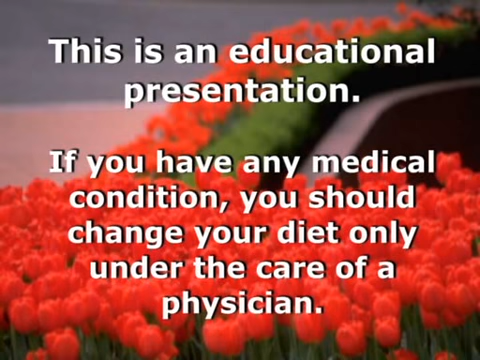 This is an educational
presentation.
If you have any medical
condition, you should
change your diet only
under the care of a
physician.